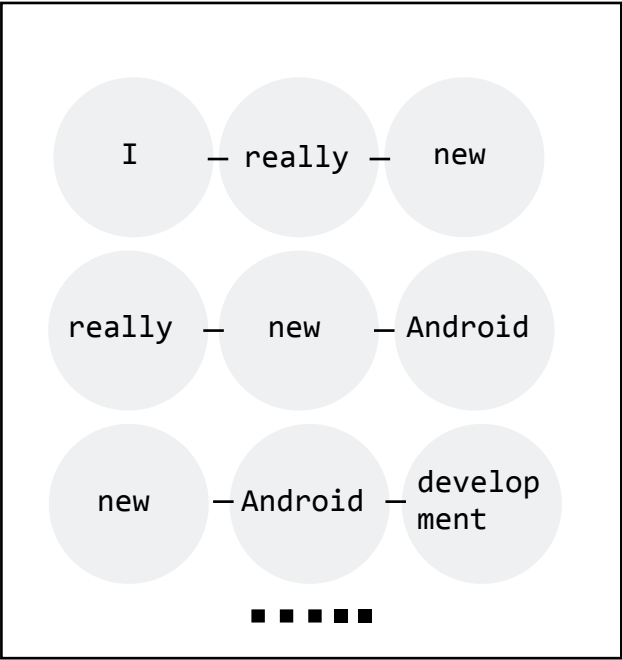 I – really – new
really – new – Android
new – Android – develop
ment
.....